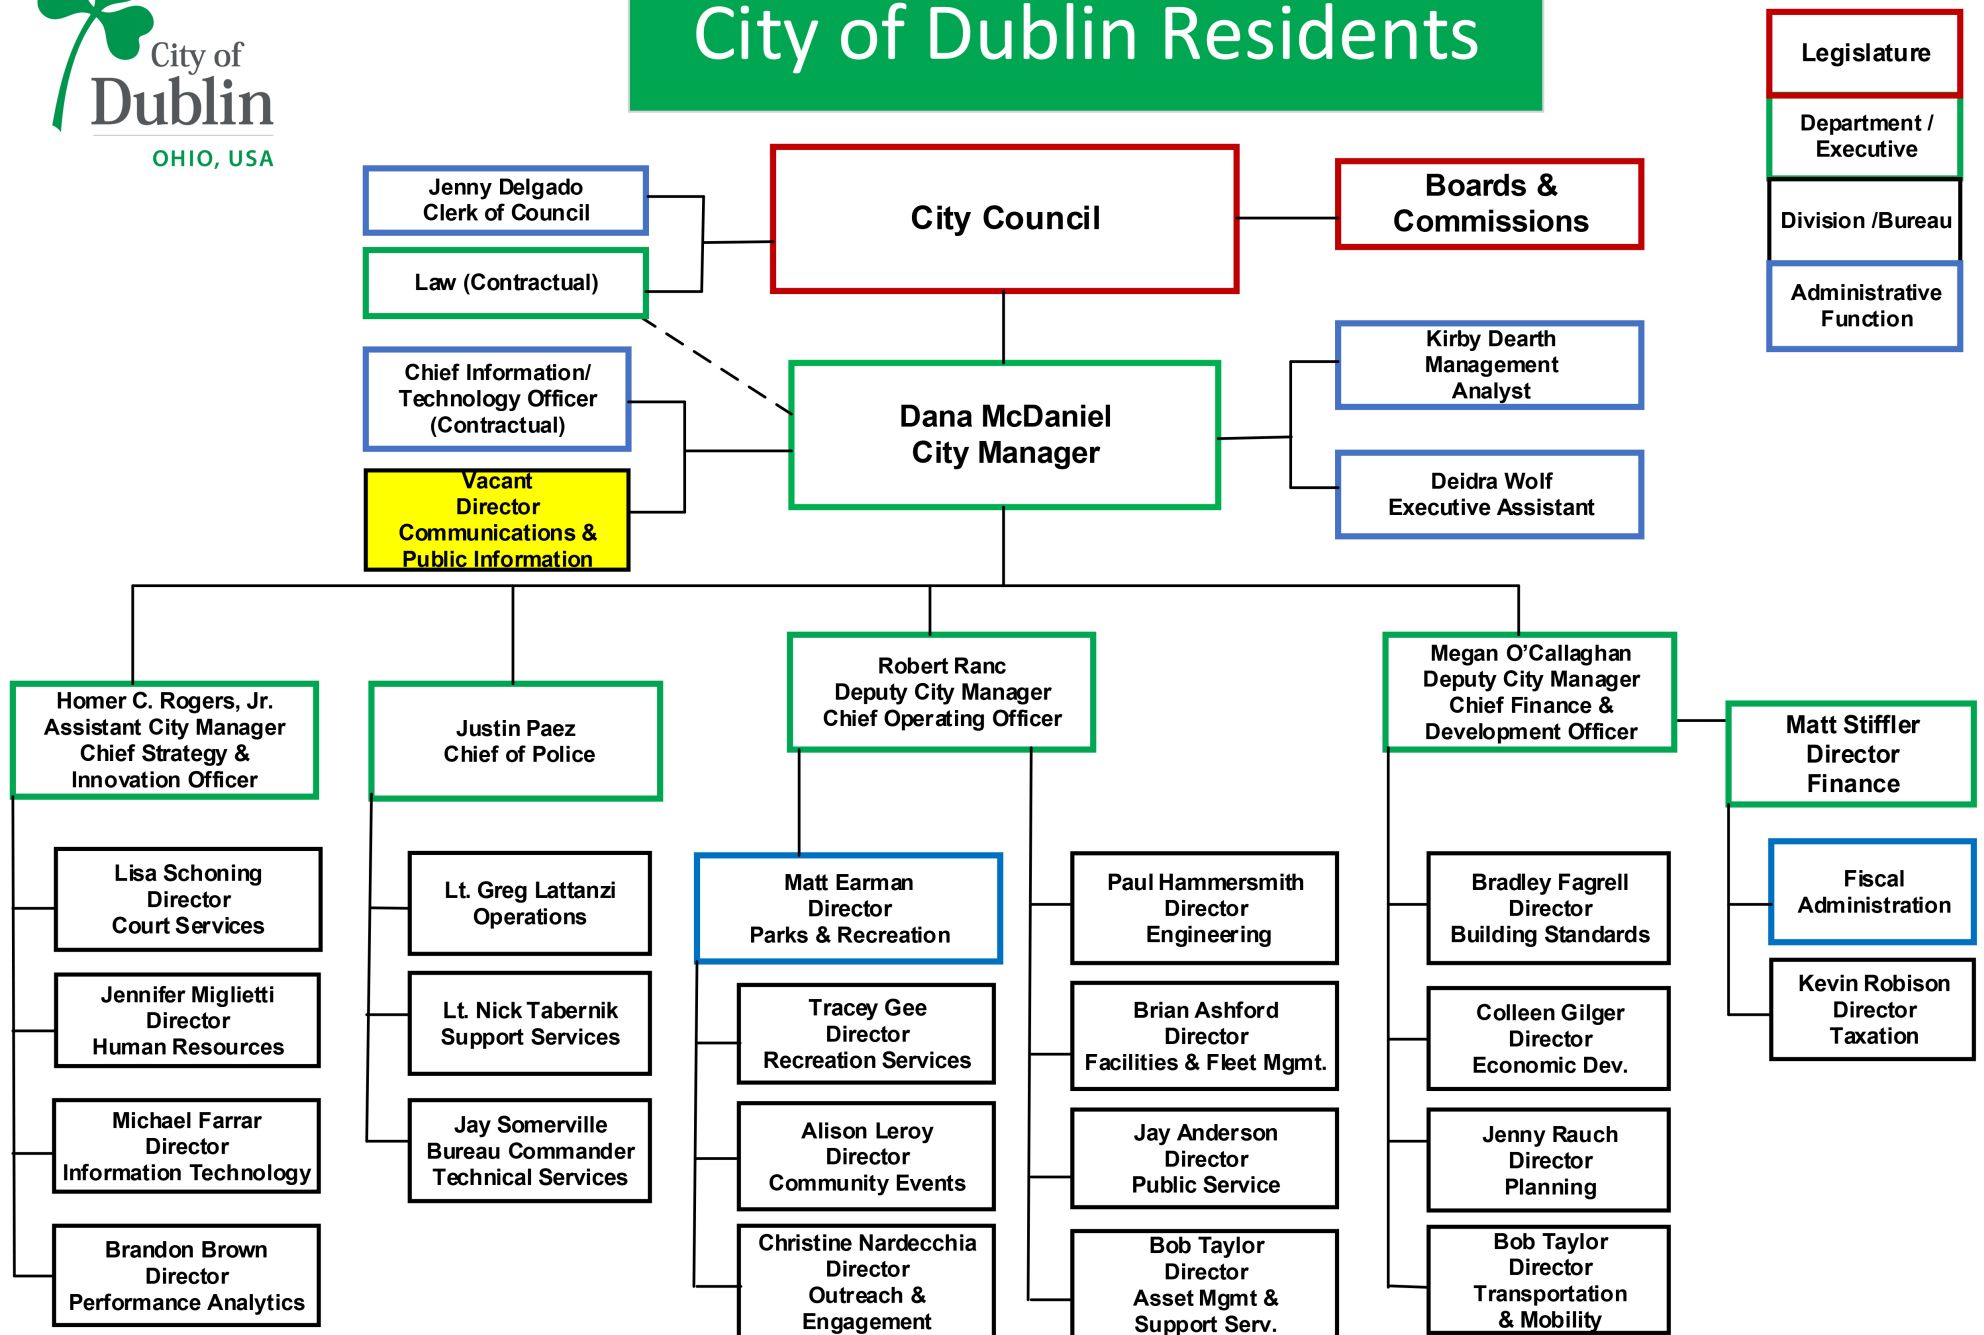 City of
Dublin
OHIO, USA
City of Dublin Residents
Legislature
Department /
Executive
Division /Bureau
Administrative
Function
Jenny Delgado
Clerk of Council
Law (Contractual)
City Council
Boards &
Commissions
Chief Information/
Technology Officer
(Contractual)
Vacant
Director
Communications &
Public Information
Dana McDaniel
City Manager
Kirby Dearth
Management
Analyst
Deidra Wolf
Executive Assistant
Homer C. Rogers, Jr.
Assistant City Manager
Chief Strategy &
Innovation Officer
Lisa Schoning
Director
Court Services
Jennifer Miglietti
Director
Human Resources
Michael Farrar
Director
Information Technology
Brandon Brown
Director
Performance Analytics
Justin Paez
Chief of Police
Lt. Greg Lattanzi
Operations
Lt. Nick Tabernik
Support Services
Jay Somerville
Bureau Commander
Technical Services
Robert Ranc
Deputy City Manager
Chief Operating Officer
Matt Earman
Director
Parks & Recreation
Tracey Gee
Director
Recreation Services
Alison Leroy
Director
Community Events
Christine Nardecchia
Director
Outreach &
Engagement
Paul Hammersmith
Director
Engineering
Brian Ashford
Director
Facilities & Fleet Mgmt.
Jay Anderson
Director
Public Service
Bob Taylor
Director
Asset Mgmt &
Support Serv.
Megan O’Callaghan
Deputy City Manager
Chief Finance &
Development Officer
Bradley Fagrell
Director
Building Standards
Colleen Gilger
Director
Economic Dev.
Jenny Rauch
Director
Planning
Bob Taylor
Director
Transportation
& Mobility
Matt Stiffler
Director
Finance
Fiscal
Administration
Kevin Robison
Director
Taxation